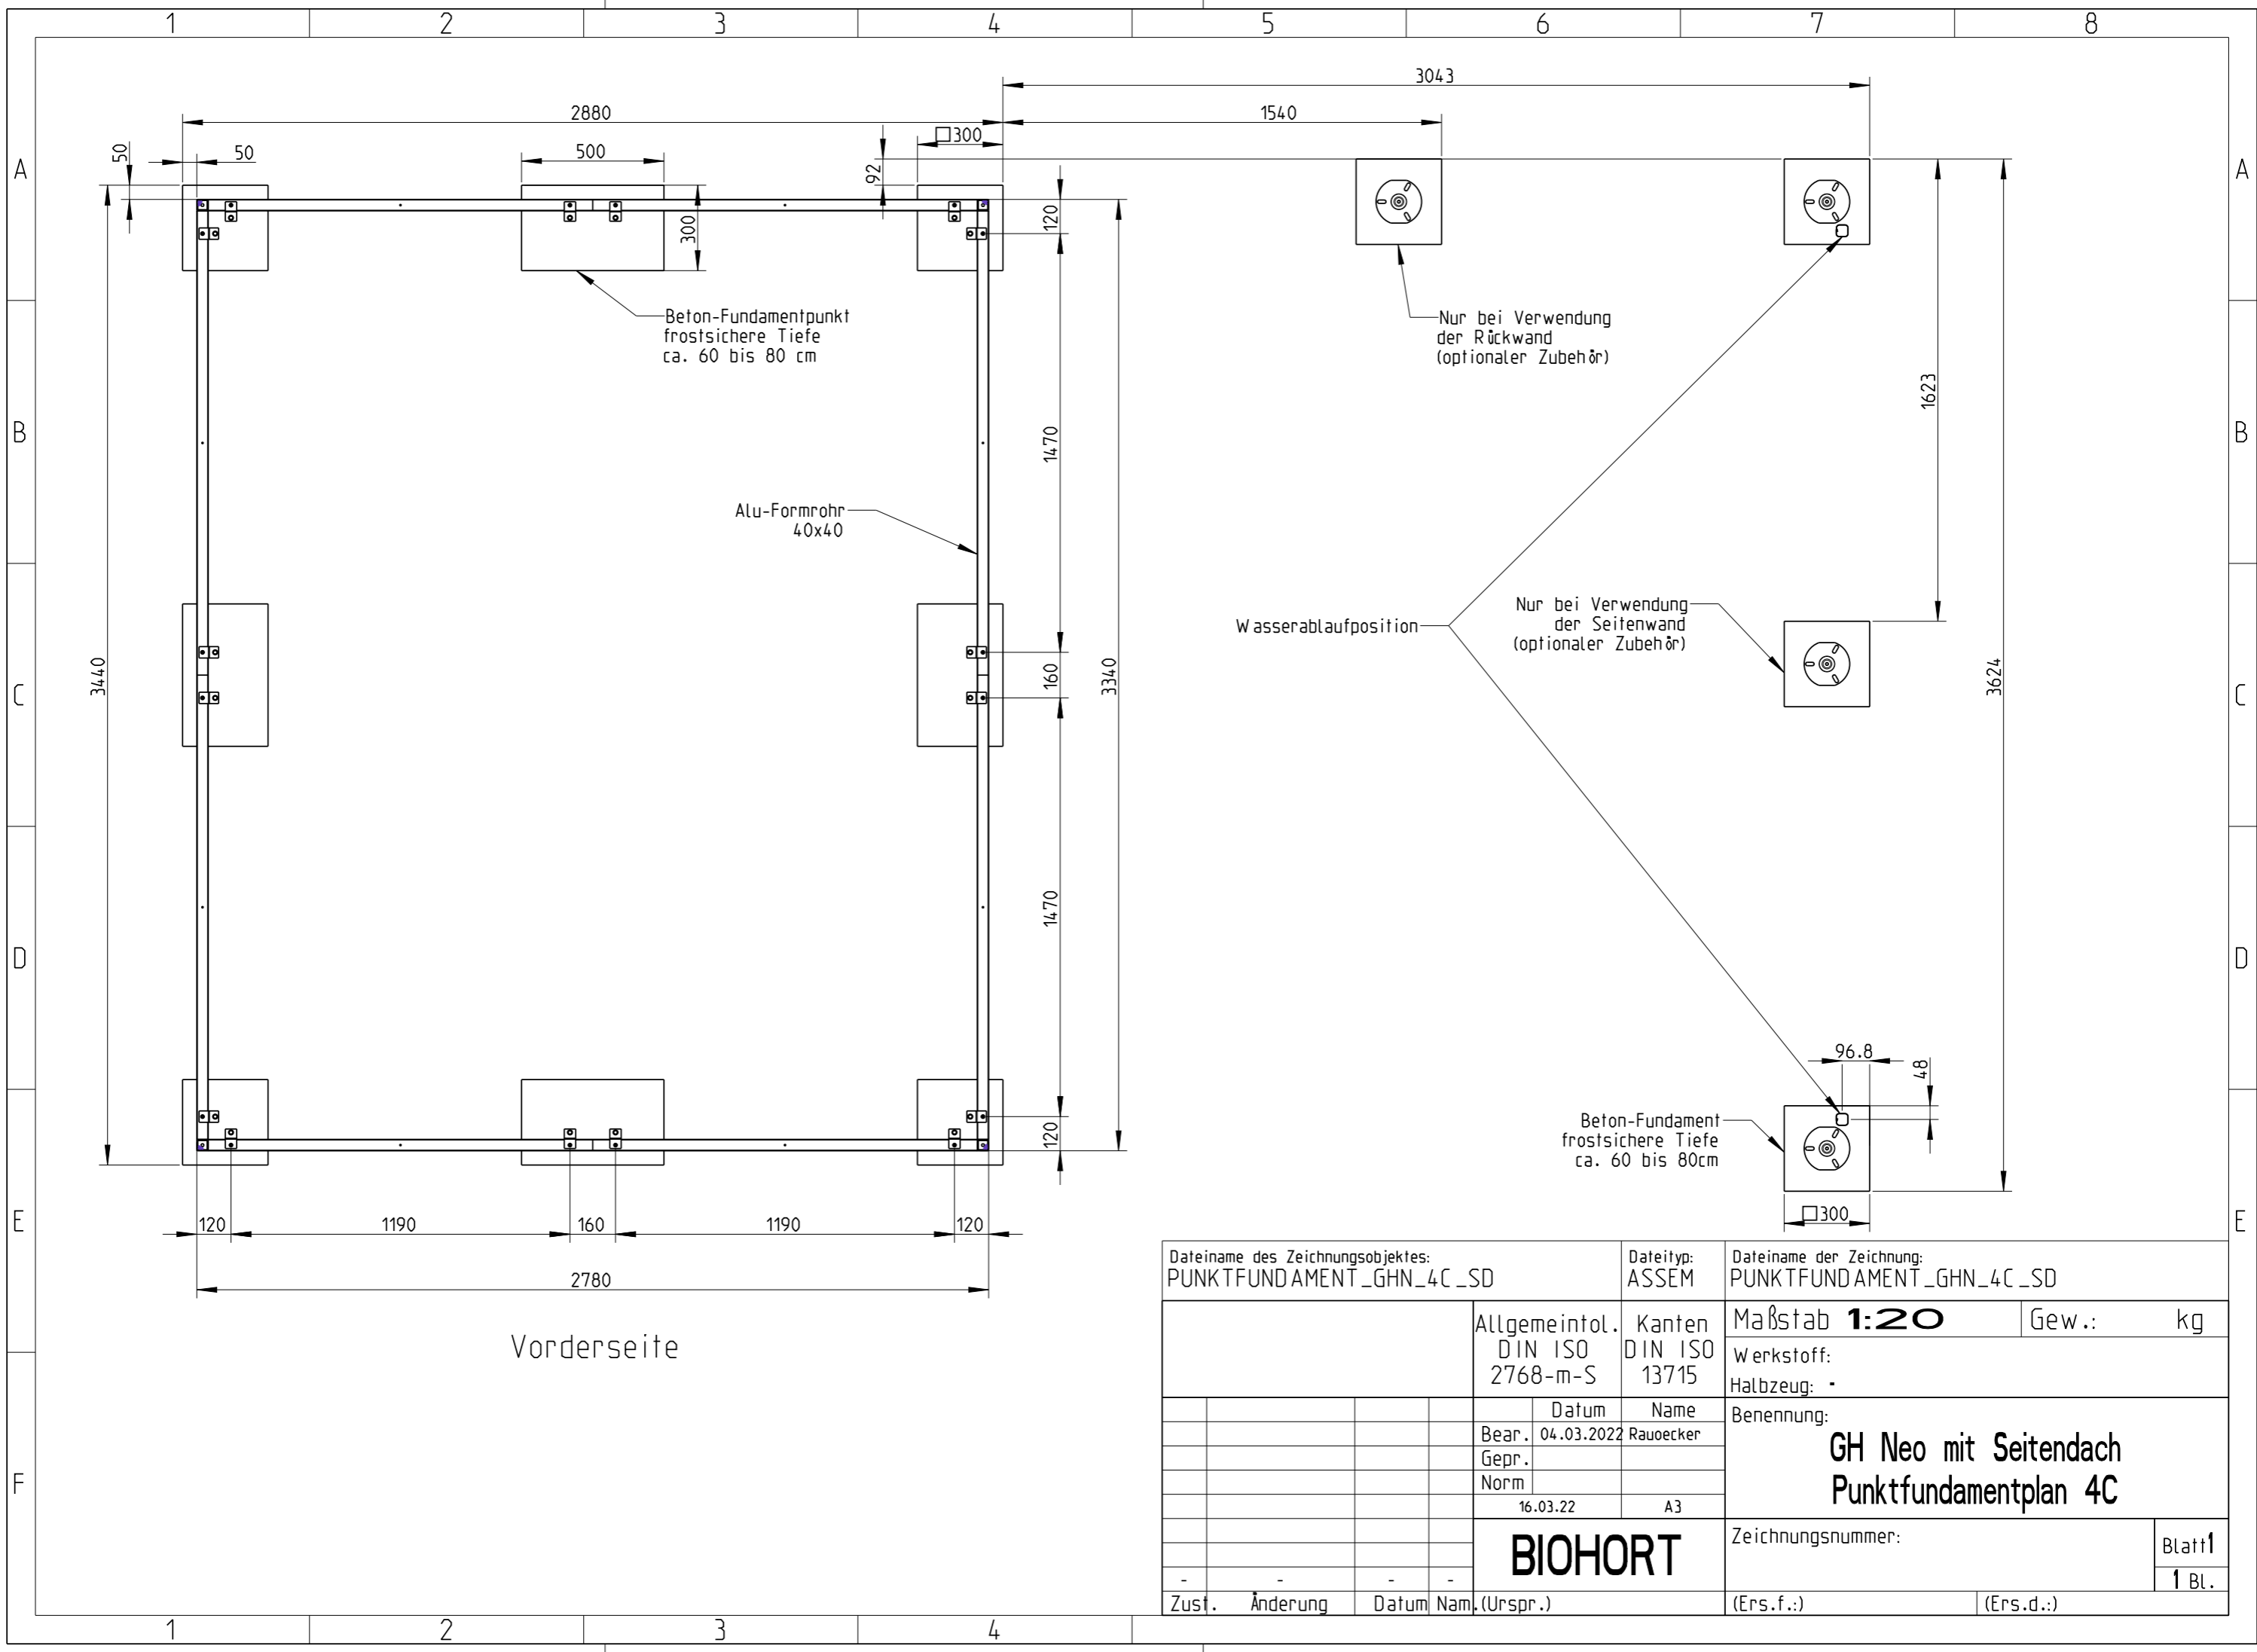 1 2 3 4 5 6 7 8
3043
2880
1540
□300
50
50
500
92
A
A
120
300
Beton-Fundamentpunkt
frostsichere Tiefe
ca. 60 bis 80 cm
Nur bei Verwendung
der Rückwand
(optionaler Zubehör)
1623
B
B
1470
Alu-Formrohr
40x40
Wasserablaufposition
Nur bei Verwendung
der Seitenwand
(optionaler Zubehör)
3440
160
3340
3624
C
C
1470
D
D
96.8
48
120
Beton-Fundament
frostsichere Tiefe
ca. 60 bis 80cm
□300
E
E
120 1190 160 1190 120
2780
Vorderseite
F
Dateiname des Zeichnungsobjektes:
PUNKTFUNDAMENT_GHN_4C_SD
Dateityp:
ASSEM
Dateiname der Zeichnung:
PUNKTFUNDAMENT_GHN_4C_SD
Allgemeintol.
DIN ISO
2768-m-S
Kanten
DIN ISO
13715
Maßstab 1:20
Gew.: kg
Werkstoff:
Halbzeug: -
Datum Name
Bear. 04.03.2022 Rauoecker
Gepr.
Norm
16.03.22 A3
Benennung:
GH Neo mit Seitendach
Punktfundamentplan 4C
BIOHORT
Zeichnungsnummer:
Blatt1
1 Bl.
- - - -
Zust. Änderung Datum Nam. (Urspr.) (Ers.f.:) (Ers.d.:)
1 2 3 4